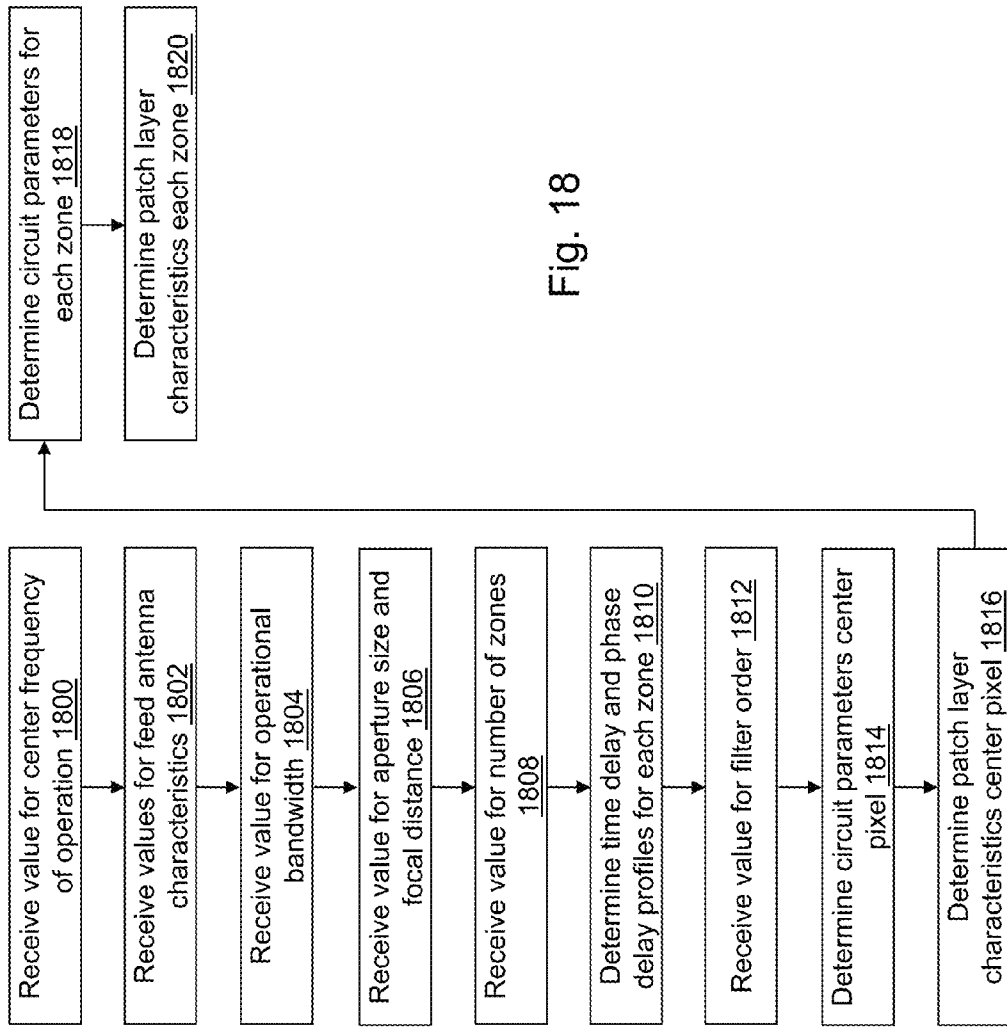 Receive value for center frequency
of operation 1800
Receive values for feed antenna
characteristics 1802
Receive value for operational
bandwidth 1804
Receive value for aperture size and
focal distance 1806
Receive value for number of zones
1808
Determine time delay and phase
delay profiles for each zone 1810
Receive value for filter order 1812
Determine circuit parameters center
pixel 1814
Determine patch layer
characteristics center pixel 1816
Determine circuit parameters for
each zone 1818
Determine patch layer
characteristics each zone 1820
Fig. 18